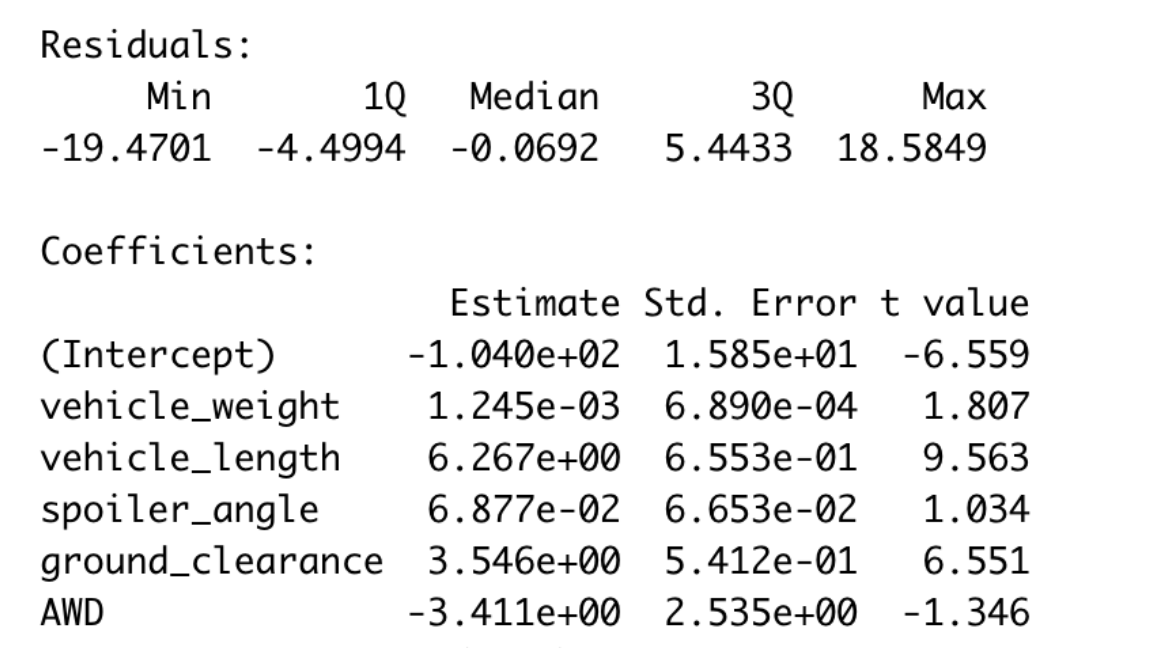 Residuals:
Min 1Q Median 3Q Max
-19.4701 -4.4994 -0.0692 5.4433 18.5849
Coefficients:
Estimate Std. Error t value
(Intercept) -1.040e+02 1.585e+01 -6.559
vehicle_weight 1.245e-03 6.890e-04 1.807
vehicle_length 6.267e+00 6.553e-01 9.563
spoiler_angle 6.877e-02 6.653e-02 1.034
ground_clearance 3.546e+00 5.412e-01 6.551
AWD -3.411e+00 2.535e+00 -1.346